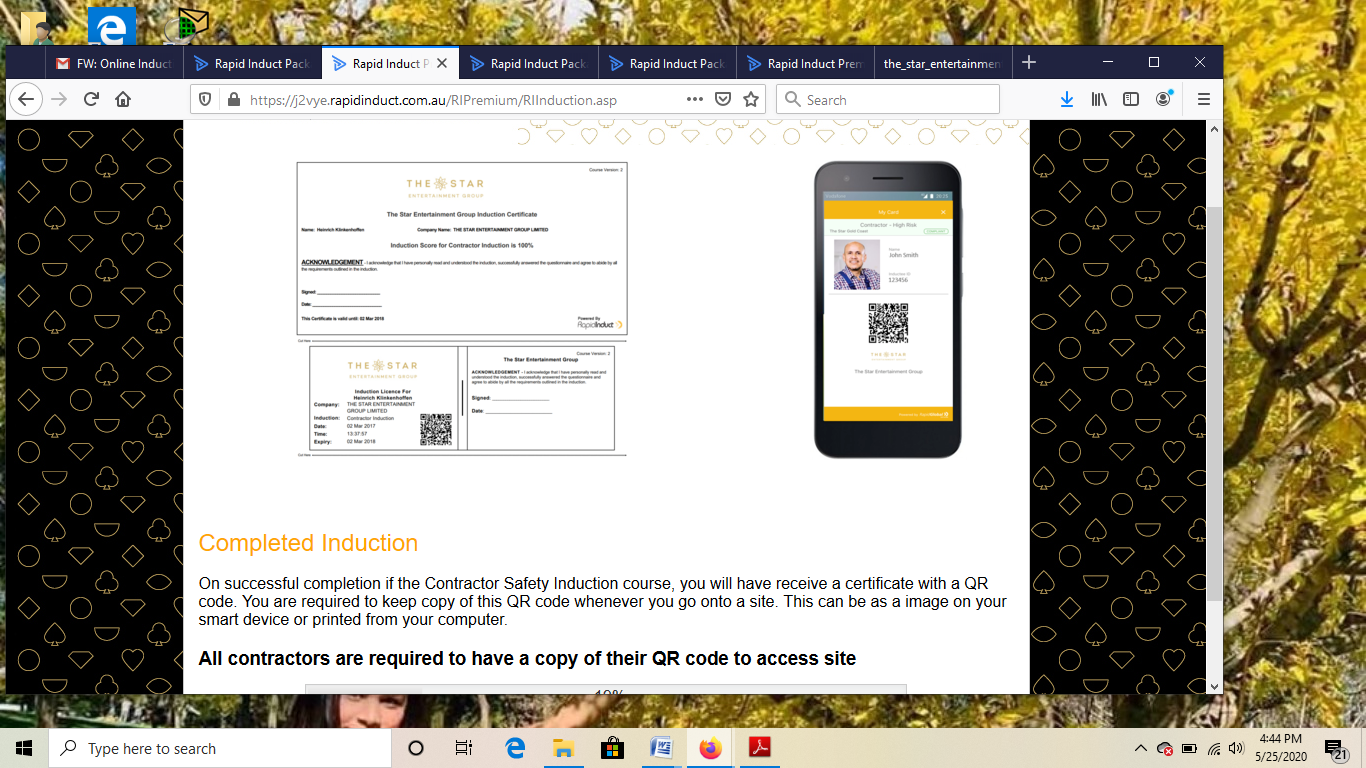 FW: Online Induct
Rapid Induct Pack
Rapid Induct P
Rapid Induct Pack
Rapid Induct Pack
Rapid Induct Prem
the_star_entertainmen
https://j2vye.rapidinduct.com.au/RIPremium/RIInduction.asp
Search
Course Version: 2
THE STAR
ENTERTAINMENT GROUP
The Star Entertainment Group Induction Certificate
Name: Heinrich Klinkenhoffen Company Name: THE STAR ENTERTAINMENT GROUP LIMITED
Induction Score for Contractor Induction is 100%
ACKNOWLEDGEMENT - I acknowledge that I have personally read and understood the induction, successfully answered the questionnaire and agree to abide by all
the requirements outlined in the induction.
Signed:
Date:
This Certificate is valid until: 02 Mar 2018
Powered By
RapidInduct
Cut Here
THE STAR
ENTERTAINMENT GROUP
Induction Licence For
Heinrich Klinkenhoffen
Company: THE STAR ENTERTAINMENT
GROUP LIMITED
Induction: Contractor Induction
Date: 02 Mar 2017
Time: 13:37:57
Expiry: 02 Mar 2018
Course Version: 2
The Star Entertainment Group
ACKNOWLEDGEMENT - I acknowledge that I have personally read and
understood the induction, successfully answered the questionnaire and
agree to abide by all the requirements outlined in the induction.
Signed:
Date:
Cut Here
My Card
Contractor - High Risk
The Star Gold Coast
COMPLIANT
Name
John Smith
Inductee ID
123456
THE STAR
ENTERTAINMENT GROUP
The Star Entertainment Group
Completed Induction
On successful completion if the Contractor Safety Induction course, you will have receive a certificate with a QR
code. You are required to keep copy of this QR code whenever you go onto a site. This can be as a image on your
smart device or printed from your computer.
All contractors are required to have a copy of their QR code to access site
Type here to search
4:44 PM
5/25/2020
21